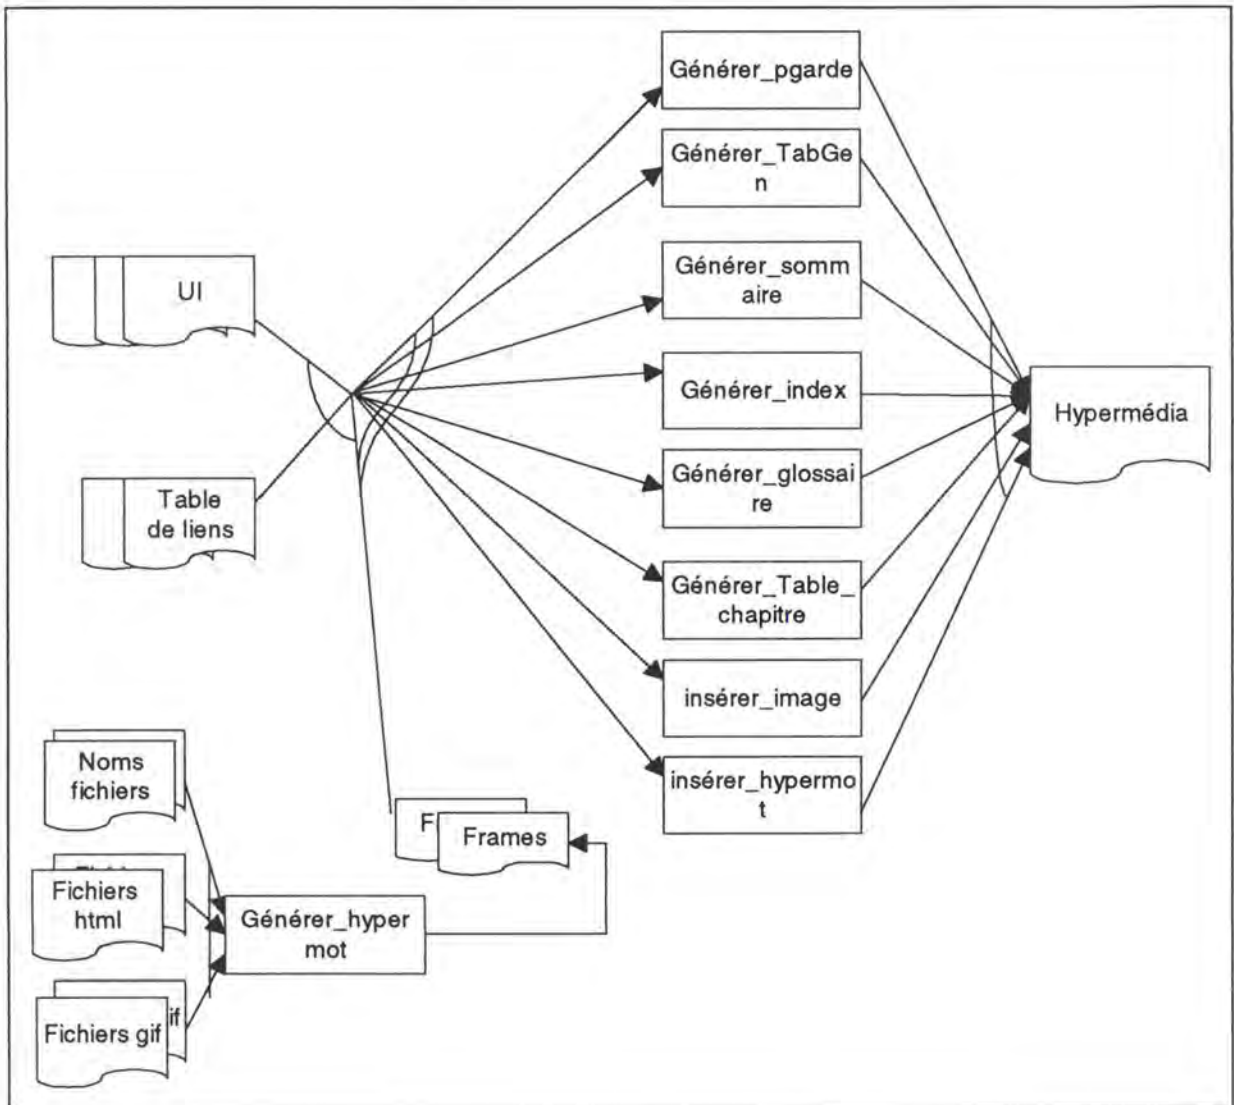 Générer_pgarde
Générer_TabGe
n
Générer_somm
aire
UI
Générer_index
Hypermédia
Générer_glossai
re
Table
de liens
Générer_Table_
chapitre
insérer_image
insérer_hypermo
t
Noms
fichiers
F
Frames
Fichiers
html
Générer_hyper
mot
if
Fichiers gif